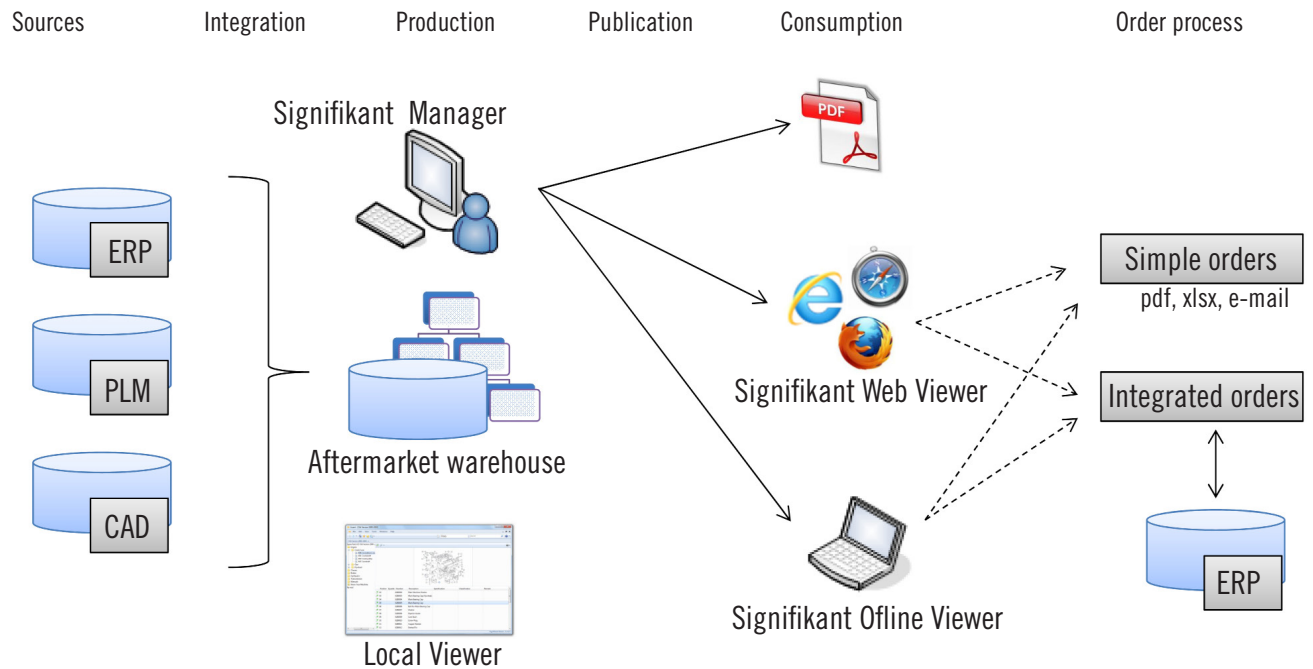 Sources
Integration
Production
Publication
Consumption
Order process
Signifikant Manager
PDF
ERP
PLM
CAD
Aftermarket warehouse
Local Viewer
Signifikant Web Viewer
Signifikant Ofline Viewer
Simple orders
pdf, xlsx, e-mail
Integrated orders
ERP